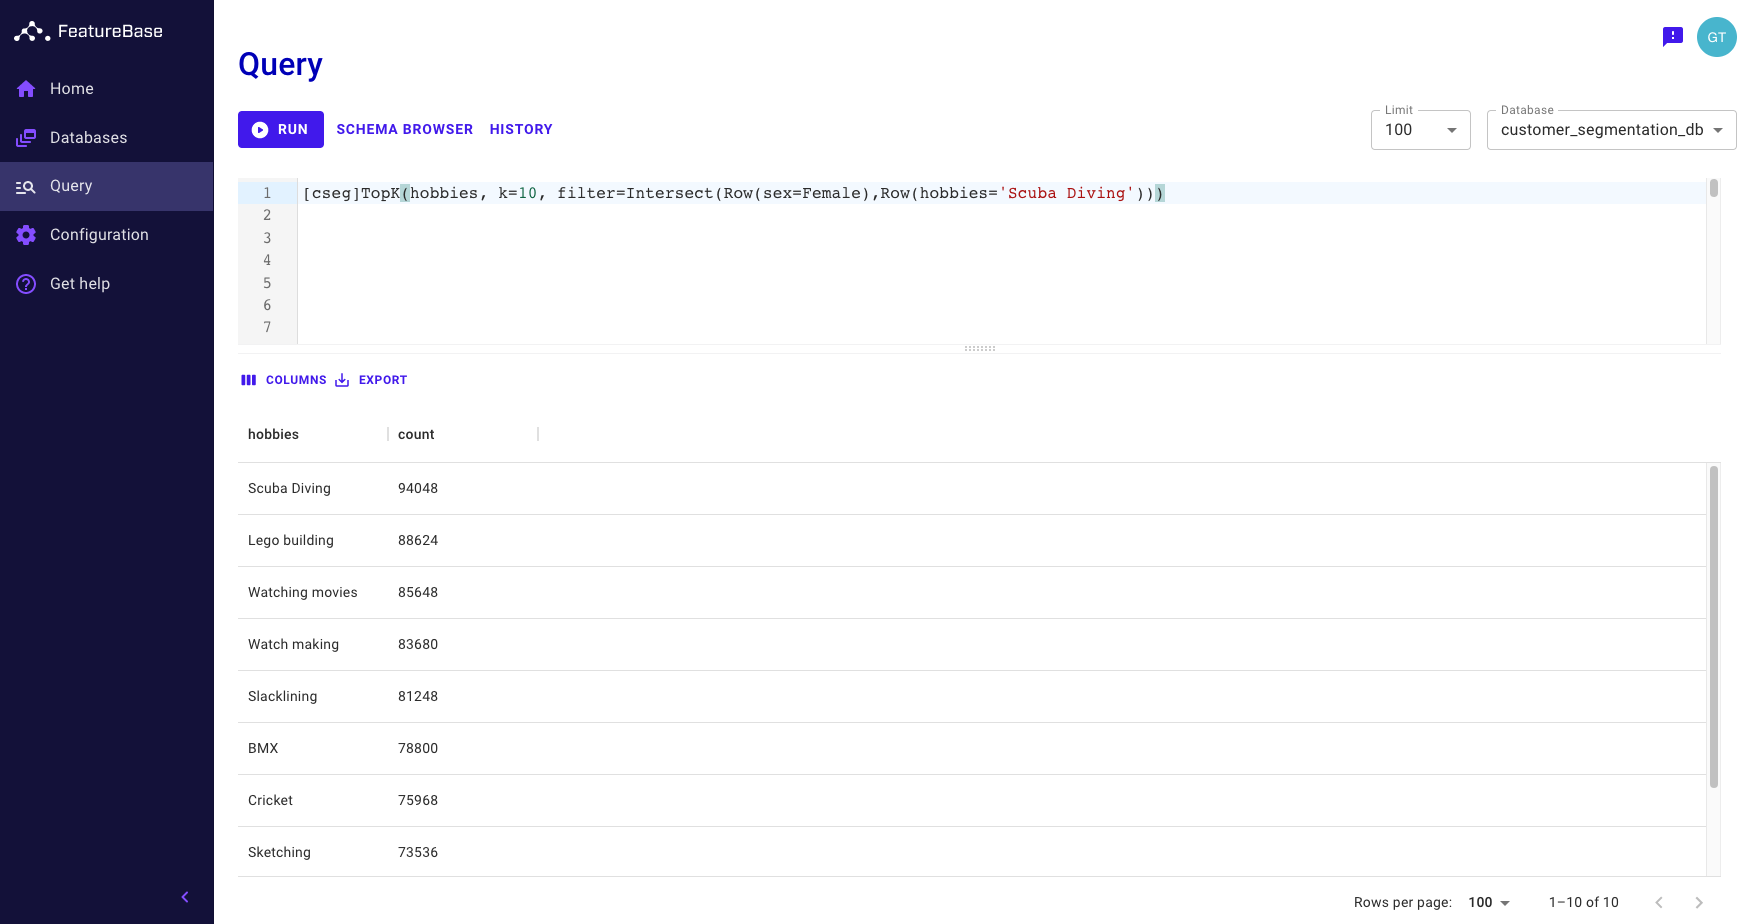 FeatureBase
Home
Databases
Query
Configuration
Get help
GT
Query
RUN
SCHEMA BROWSER
HISTORY
Limit
100
Database
customer_segmentation_db
1 [cseg]TopK(hobbies, k=10, filter=Intersect(Row(sex=Female),Row(hobbies='Scuba Diving')))
2
3
4
5
6
7
COLUMNS
EXPORT
hobbies count
Scuba Diving 94048
Lego building 88624
Watching movies 85648
Watch making 83680
Slacklining 81248
BMX 78800
Cricket 75968
Sketching 73536
Rows per page: 100 1–10 of 10